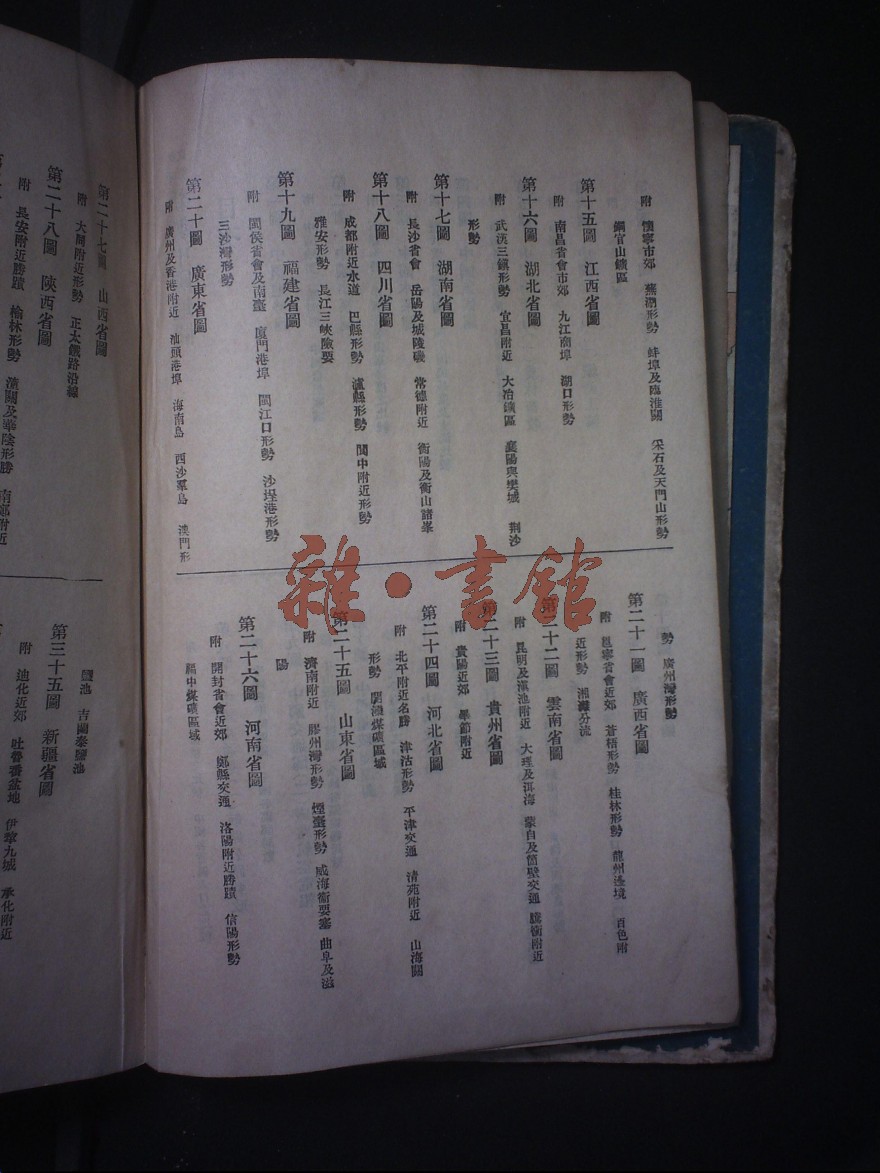 附 懷寧市郊 蕪湖形勢 蚌埠及臨淮關 采石及天門山形勢
銅官山鑛區
第十五圖 江西省圖
附 南昌省會市郊 九江商埠 湖口形勢
第十六圖 湖北省圖
附 武漢三鎮形勢 宜昌附近 大冶鑛區 襄陽與樊城 荆沙
形勢
第十七圖 湖南省圖
附 長沙省會 岳陽及城陵磯 常德附近 衡陽及衡山諸峯
第十八圖 四川省圖
附 成都附近水道 巴縣形勢 瀘縣形勢 閬中附近形勢
雅安形勢 長江三峽險要
第十九圖 福建省圖
附 閩侯省會及南臺 廈門港埠 閩江口形勢 沙埕港形勢
三沙灣形勢
第二十圖 廣東省圖
附 廣州及香港附近 汕頭港埠 海南島 西沙羣島 澳門形
勢 廣州灣形勢
第二十一圖 廣西省圖
附 邕寧省會近郊 蒼梧形勢 桂林形勢 龍州邊境 百色附
近形勢 湘灕分流
第二十二圖 雲南省圖
附 昆明及滇池附近 大理及洱海 蒙自及箇碧交通 騰衝附近
第二十三圖 貴州省圖
附 貴陽近郊 畢節附近
第二十四圖 河北省圖
附 北平附近名勝 津沽形勢 平津交通 清苑附近 山海關
形勢 開灤煤礦區域
第二十五圖 山東省圖
附 濟南附近 膠州灣形勢 煙臺形勢 威海衞要塞 曲阜及滋
陽
第二十六圖 河南省圖
附 開封省會近郊 鄭縣交通 洛陽附近勝蹟 信陽形勢
福中煤礦區域
第二十七圖 山西省圖
附 大同附近形勢 正太鐵路沿線
第二十八圖 陝西省圖
附 長安附近勝蹟 榆林形勢 潼關及華陰形勝 南鄭附近
鹽池 吉蘭泰鹽池
第三十五圖 新疆省圖
附 迪化近郊 吐魯番盆地 伊犂九城 承化附近
雜·書館